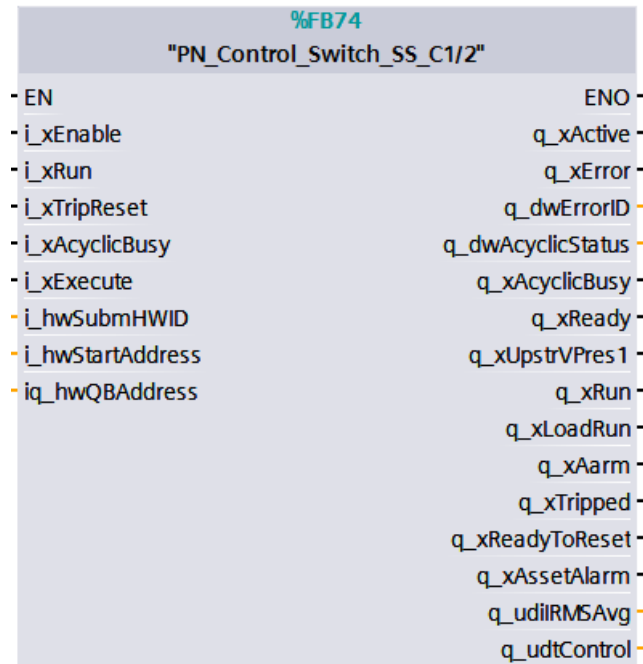 %FB74
"PN_Control_Switch_SS_C1/2"
EN ENO
i_xEnable q_xActive
i_xRun q_xError
i_xTripReset q_dwErrorID
i_xAcyclicBusy q_dwAcyclicStatus
i_xExecute q_xAcyclicBusy
i_hwSubmHWID q_xReady
i_hwStartAddress q_xUpstrVPres1
iq_hwQBAddress q_xRun
q_xLoadRun
q_xAarm
q_xTripped
q_xReadyToReset
q_xAssetAlarm
q_udiIRMSAvg
q_udtControl